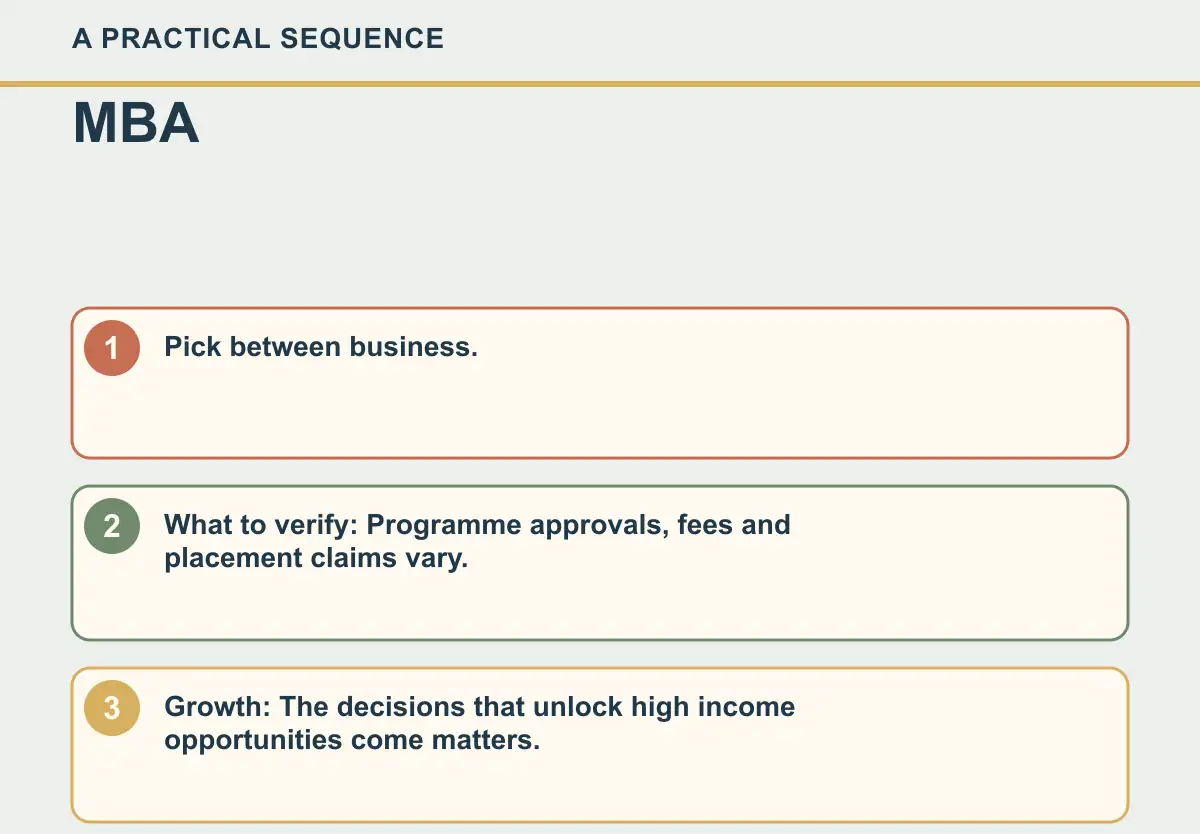 A PRACTICAL SEQUENCE
MBA
1
Pick between business.
2
What to verify: Programme approvals, fees and
placement claims vary.
3
Growth: The decisions that unlock high income
opportunities come matters.